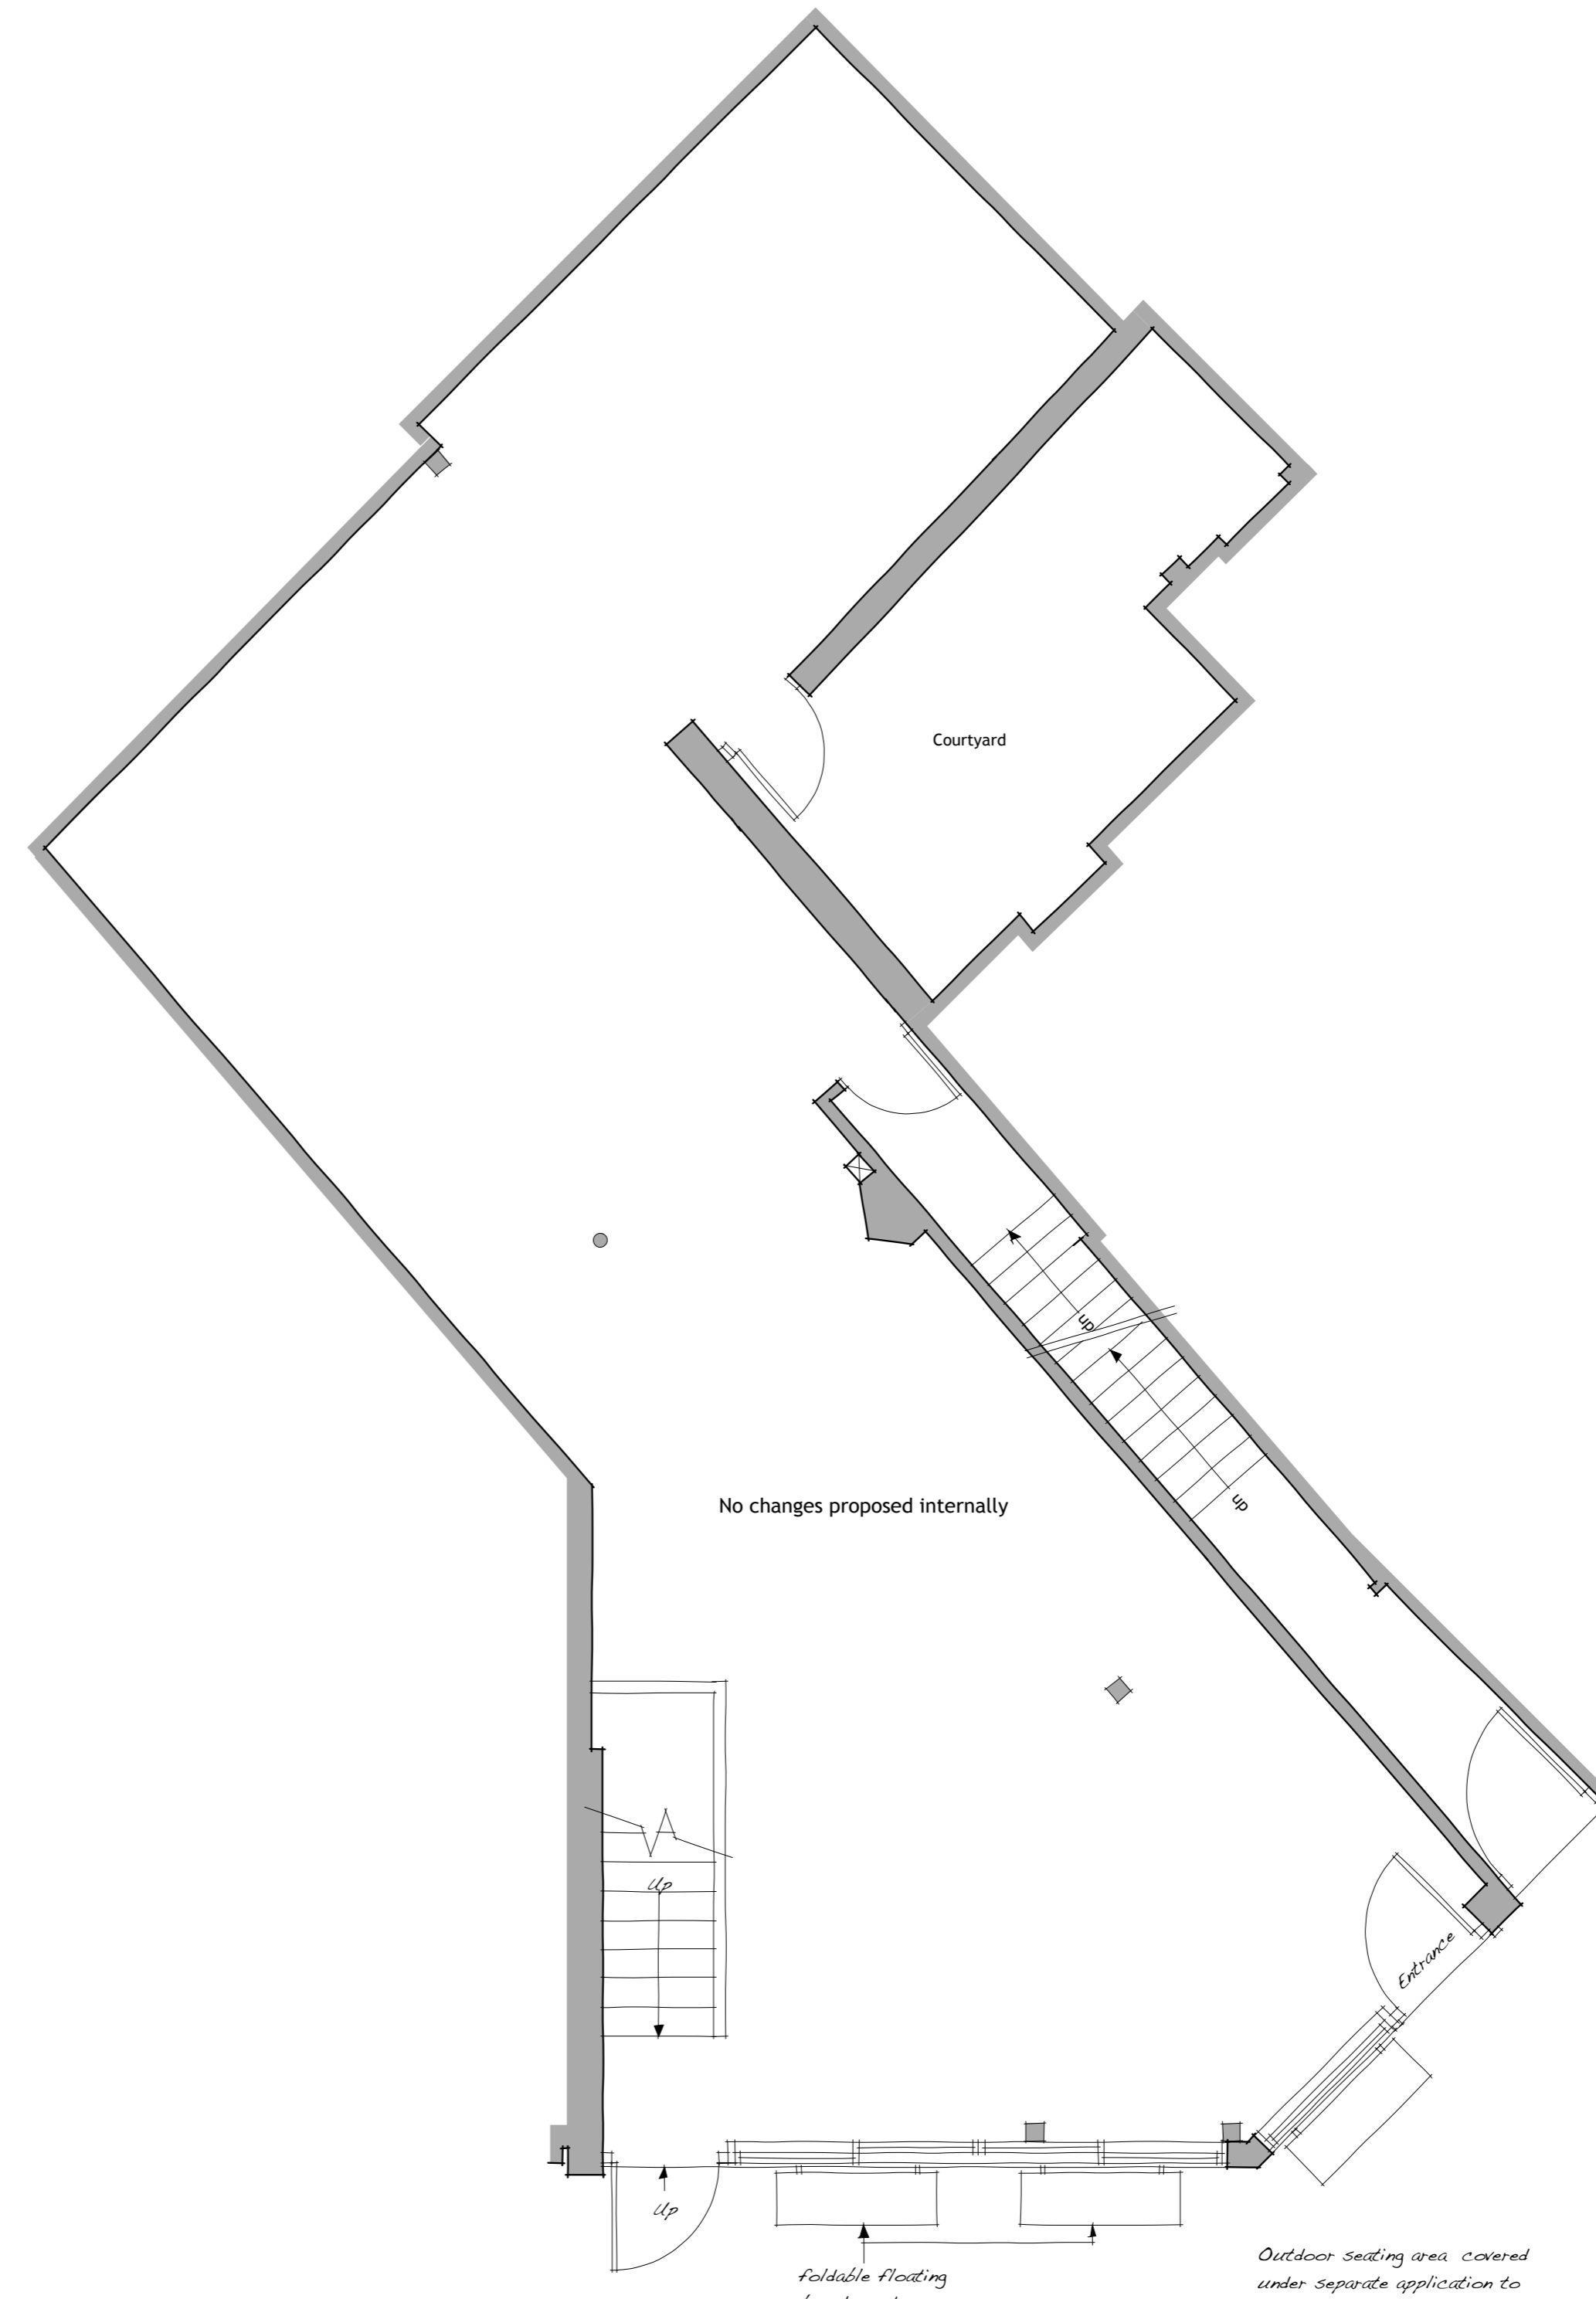 Courtyard
up
up
No changes proposed internally
Up
Entrance
Up
foldable floating
Outdoor seating area covered
under separate application to